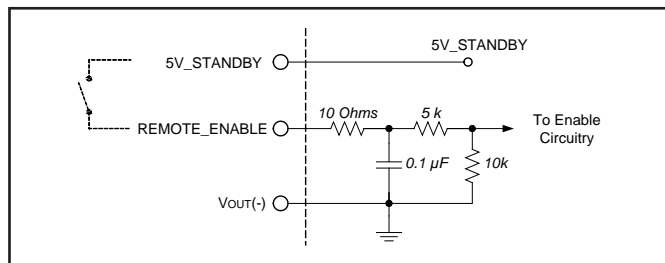 5V_STANDBY
5V_STANDBY
REMOTE_ENABLE
10 Ohms
5 k
To Enable
Circuitry
0.1 µF
10k
VOUT(-)